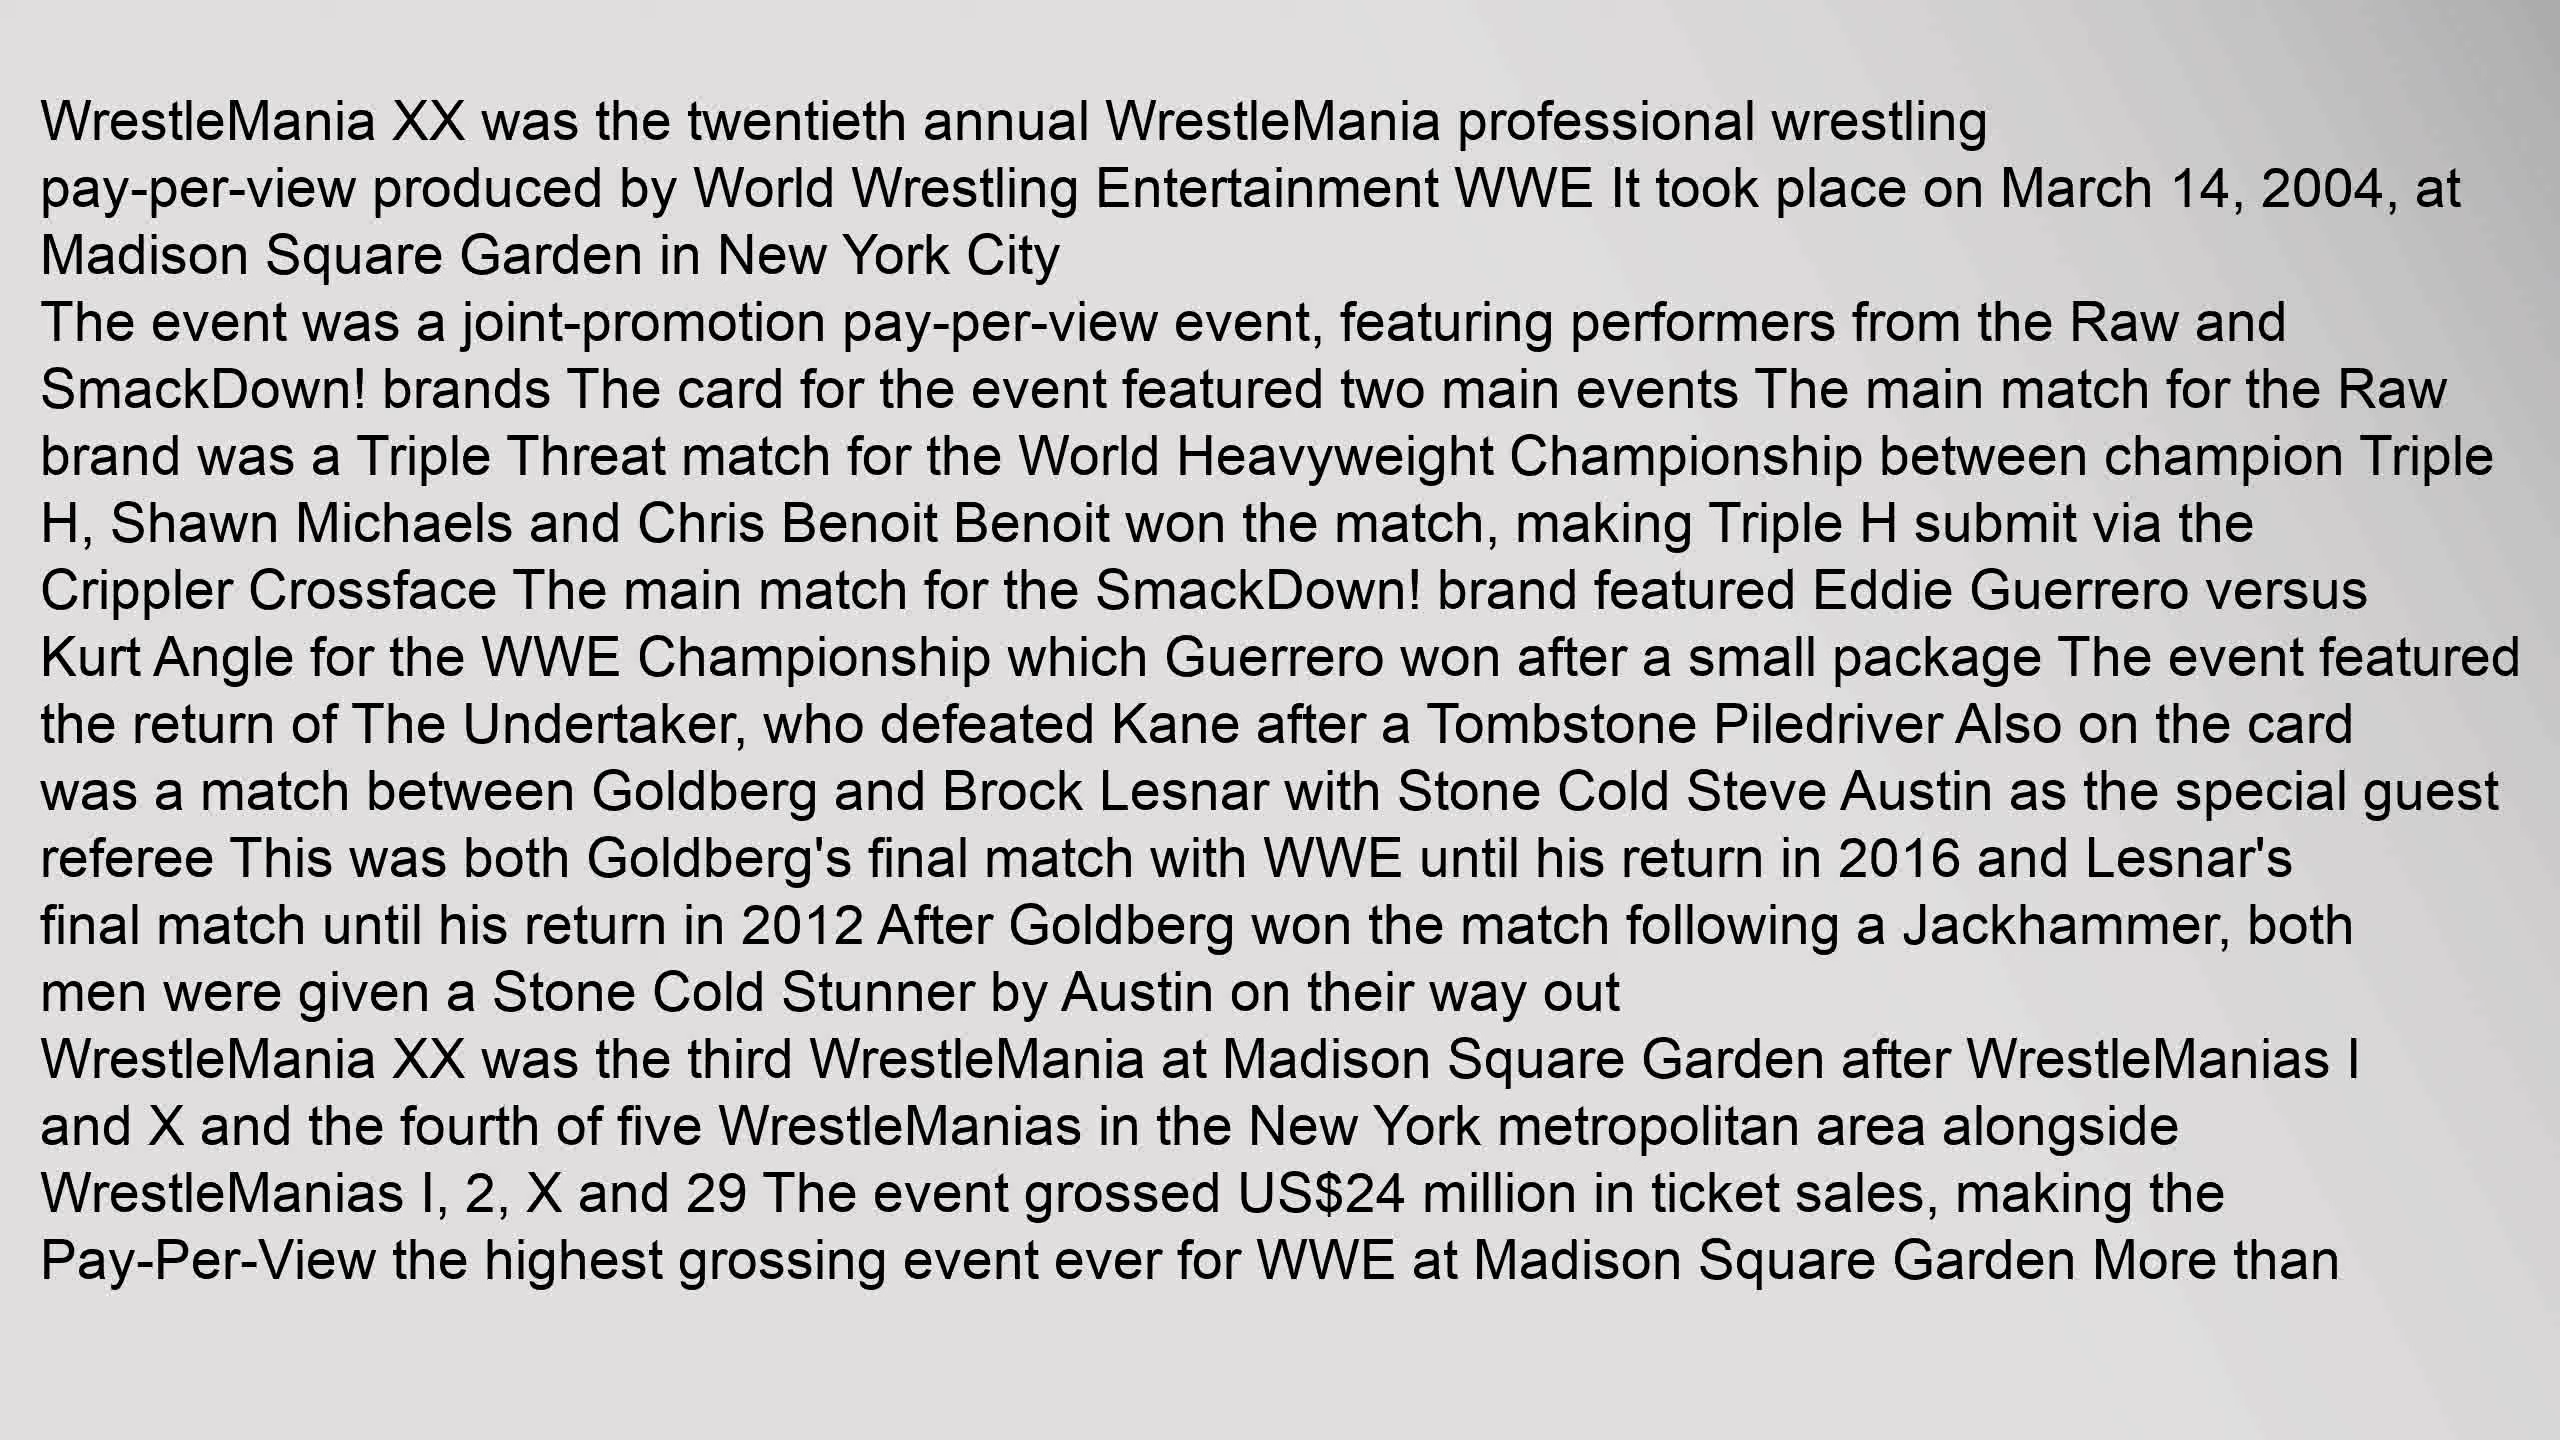 WrestleMania XX was the twentieth annual WrestleMania professional wrestling
pay-per-view produced by World Wrestling Entertainment WWE It took place on March 14, 2004, at
Madison Square Garden in New York City
The event was a joint-promotion pay-per-view event, featuring performers from the Raw and
SmackDown! brands The card for the event featured two main events The main match for the Raw
brand was a Triple Threat match for the World Heavyweight Championship between champion Triple
H, Shawn Michaels and Chris Benoit Benoit won the match, making Triple H submit via the
Crippler Crossface The main match for the SmackDown! brand featured Eddie Guerrero versus
Kurt Angle for the WWE Championship which Guerrero won after a small package The event featured
the return of The Undertaker, who defeated Kane after a Tombstone Piledriver Also on the card
was a match between Goldberg and Brock Lesnar with Stone Cold Steve Austin as the special guest
referee This was both Goldberg's final match with WWE until his return in 2016 and Lesnar's
final match until his return in 2012 After Goldberg won the match following a Jackhammer, both
men were given a Stone Cold Stunner by Austin on their way out
WrestleMania XX was the third WrestleMania at Madison Square Garden after WrestleManias I
and X and the fourth of five WrestleManias in the New York metropolitan area alongside
WrestleManias I, 2, X and 29 The event grossed US$24 million in ticket sales, making the
Pay-Per-View the highest grossing event ever for WWE at Madison Square Garden More than